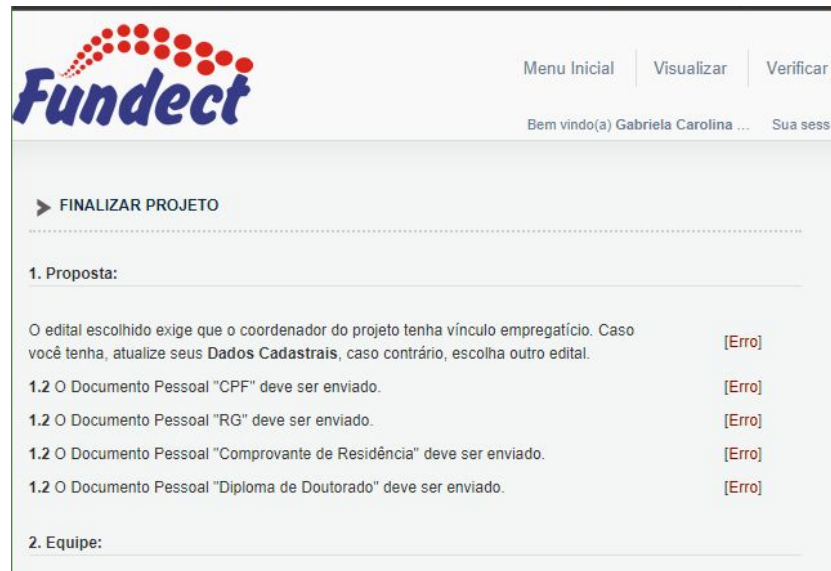 Fundect
Menu Inicial
Visualizar
Verificar
Bem vindo(a) Gabriela Carolina ...
Sua sess
FINALIZAR PROJETO
1. Proposta:
O edital escolhido exige que o coordenador do projeto tenha vínculo empregatício. Caso
você tenha, atualize seus Dados Cadastrais, caso contrário, escolha outro edital.
[Erro]
1.2 O Documento Pessoal "CPF" deve ser enviado.
[Erro]
1.2 O Documento Pessoal "RG" deve ser enviado.
[Erro]
1.2 O Documento Pessoal "Comprovante de Residência" deve ser enviado.
[Erro]
1.2 O Documento Pessoal "Diploma de Doutorado" deve ser enviado.
[Erro]
2. Equipe: